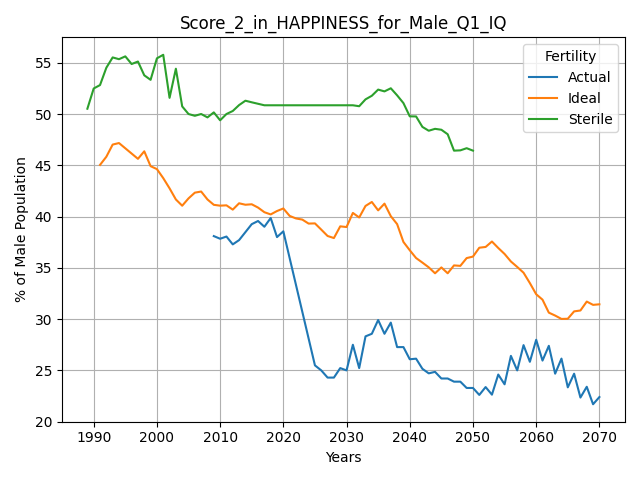 Score_2_in_HAPPINESS_for_Male_Q1_IQ
Fertility
Actual
Ideal
Sterile
% of Male Population
55
50
45
40
35
30
25
20
1990 2000 2010 2020 2030 2040 2050 2060 2070
Years